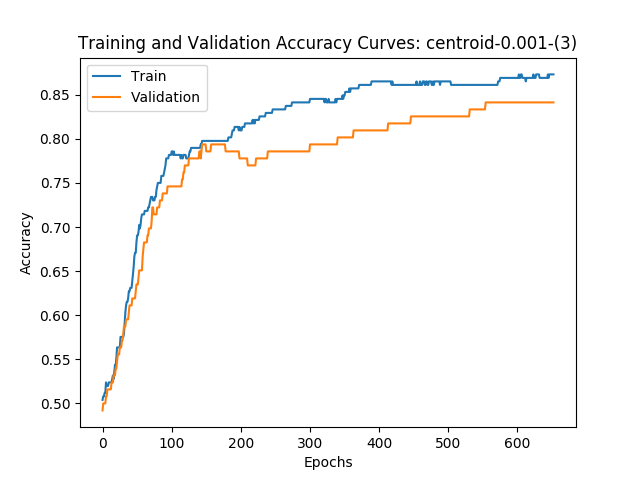 Training and Validation Accuracy Curves: centroid-0.001-(3)
Train
Validation
0.85
0.80
0.75
0.70
0.65
0.60
0.55
0.50
Accuracy
0 100 200 300 400 500 600
Epochs